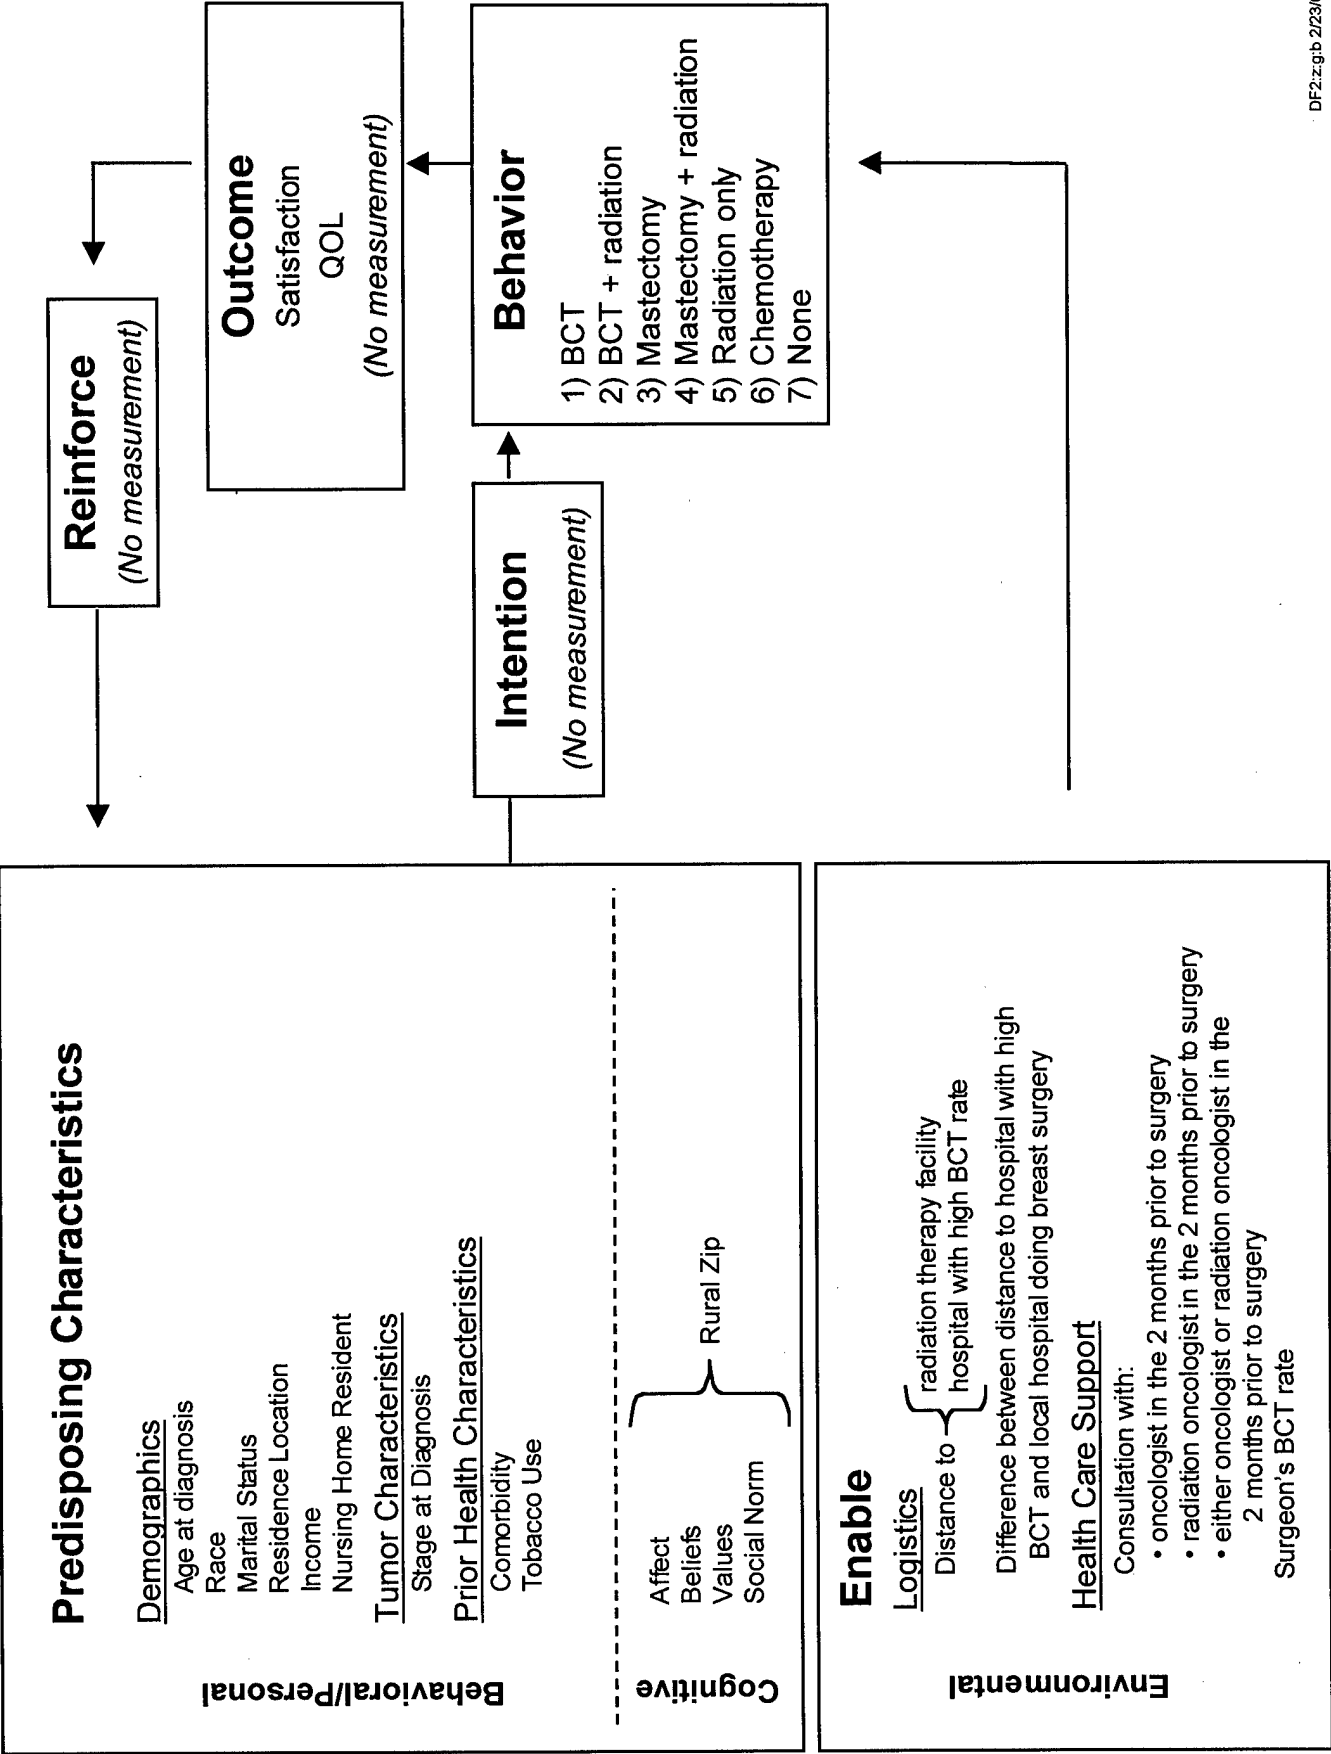 Predisposing Characteristics
Behavioral/Personal
Demographics
Age at diagnosis
Race
Marital Status
Residence Location
Income
Nursing Home Resident
Tumor Characteristics
Stage at Diagnosis
Prior Health Characteristics
Comorbidity
Tobacco Use
Cognitive
Affect
Beliefs
Values
Social Norm
Rural Zip
Environmental
Enable
Logistics
Distance to
radiation therapy facility
hospital with high BCT rate
Difference between distance to hospital with high
BCT and local hospital doing breast surgery
Health Care Support
Consultation with:
• oncologist in the 2 months prior to surgery
• radiation oncologist in the 2 months prior to surgery
• either oncologist or radiation oncologist in the
2 months prior to surgery
Surgeon's BCT rate
Reinforce
(No measurement)
Intention
(No measurement)
Outcome
Satisfaction
QOL
(No measurement)
Behavior
1) BCT
2) BCT + radiation
3) Mastectomy
4) Mastectomy + radiation
5) Radiation only
6) Chemotherapy
7) None
DF2:z:g:b